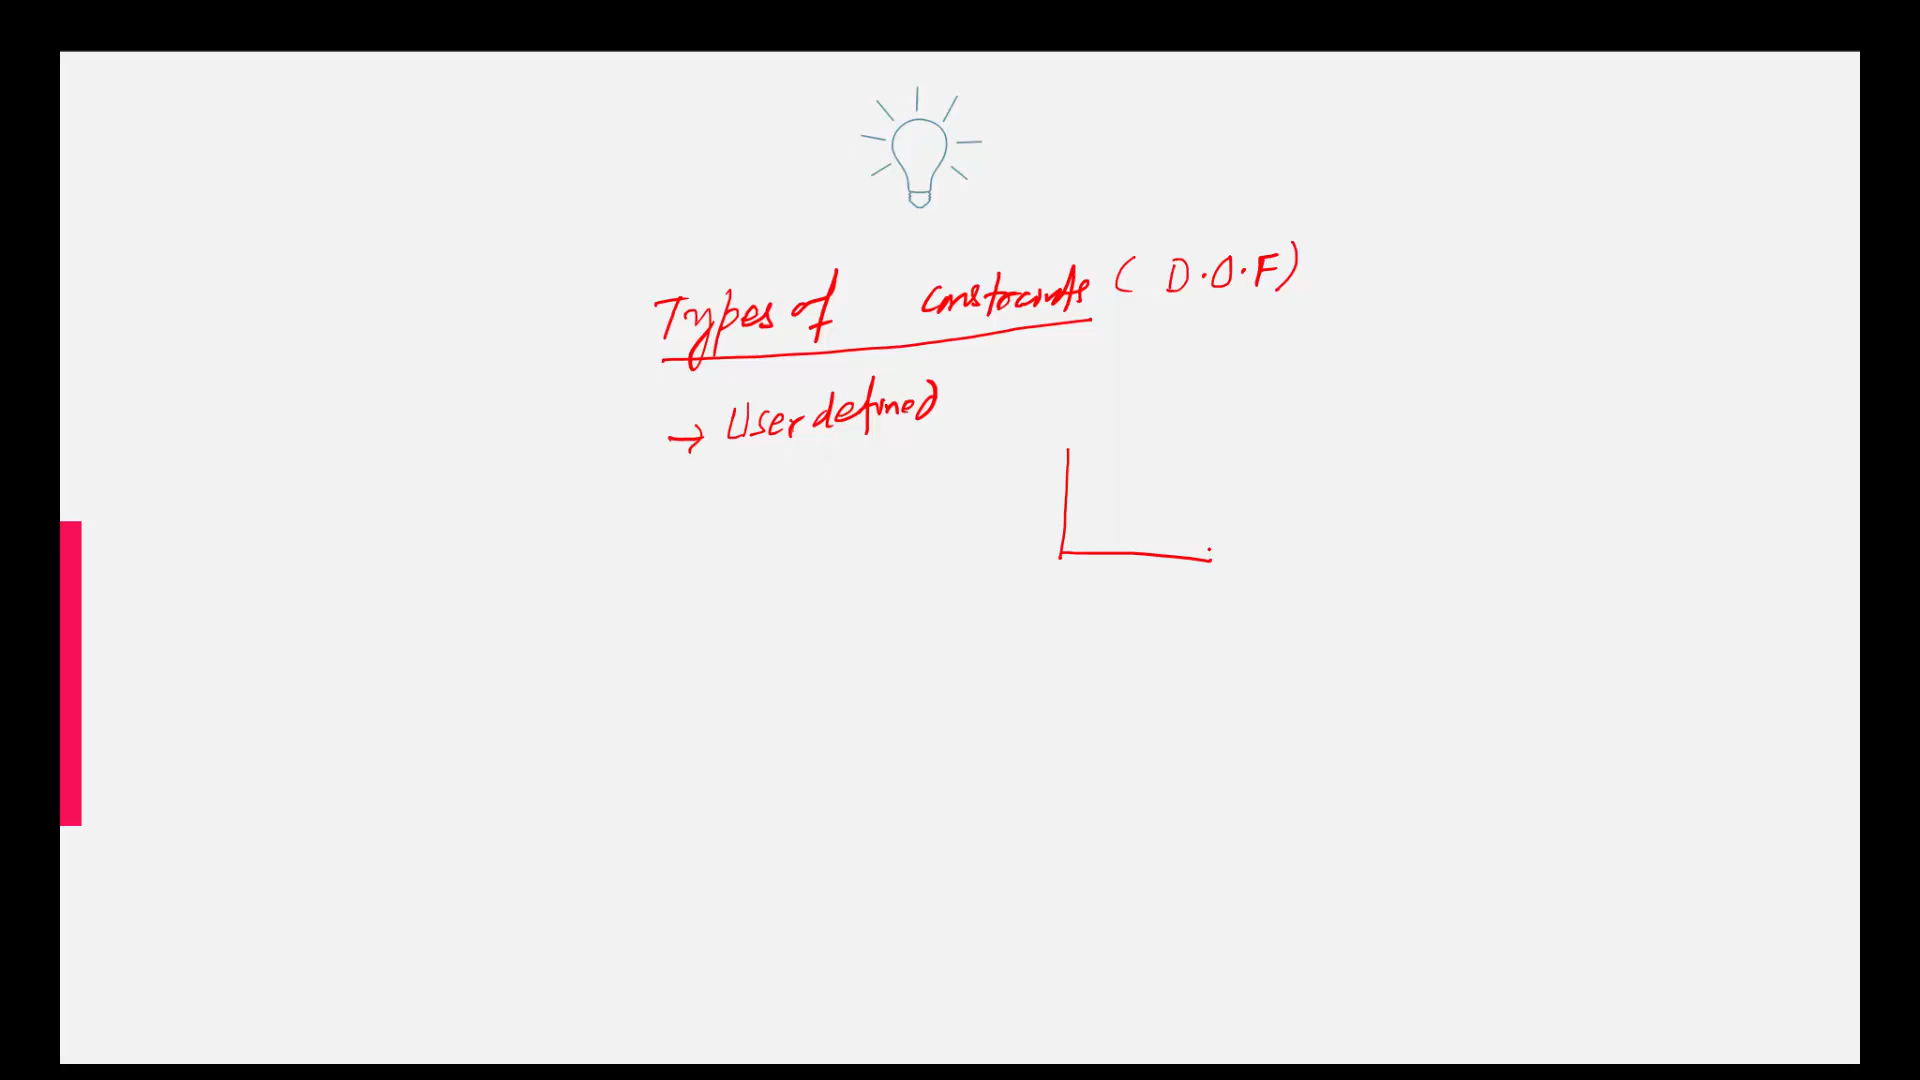 Types of constraints ( D.O.F)
→ User defined